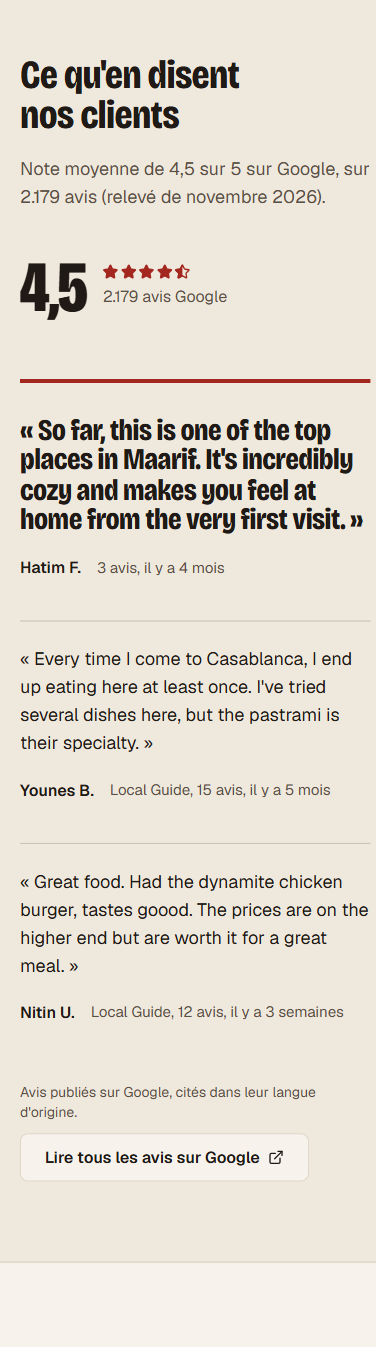 Ce qu'en disent
nos clients
Note moyenne de 4,5 sur 5 sur Google, sur
2.179 avis (relevé de novembre 2026).
4,5
2.179 avis Google
« So far, this is one of the top
places in Maarif. It's incredibly
cozy and makes you feel at
home from the very first visit. »
Hatim F. 3 avis, il y a 4 mois
« Every time I come to Casablanca, I end
up eating here at least once. I've tried
several dishes here, but the pastrami is
their specialty. »
Younes B. Local Guide, 15 avis, il y a 5 mois
« Great food. Had the dynamite chicken
burger, tastes goood. The prices are on the
higher end but are worth it for a great
meal. »
Nitin U. Local Guide, 12 avis, il y a 3 semaines
Avis publiés sur Google, cités dans leur langue
d'origine.
Lire tous les avis sur Google